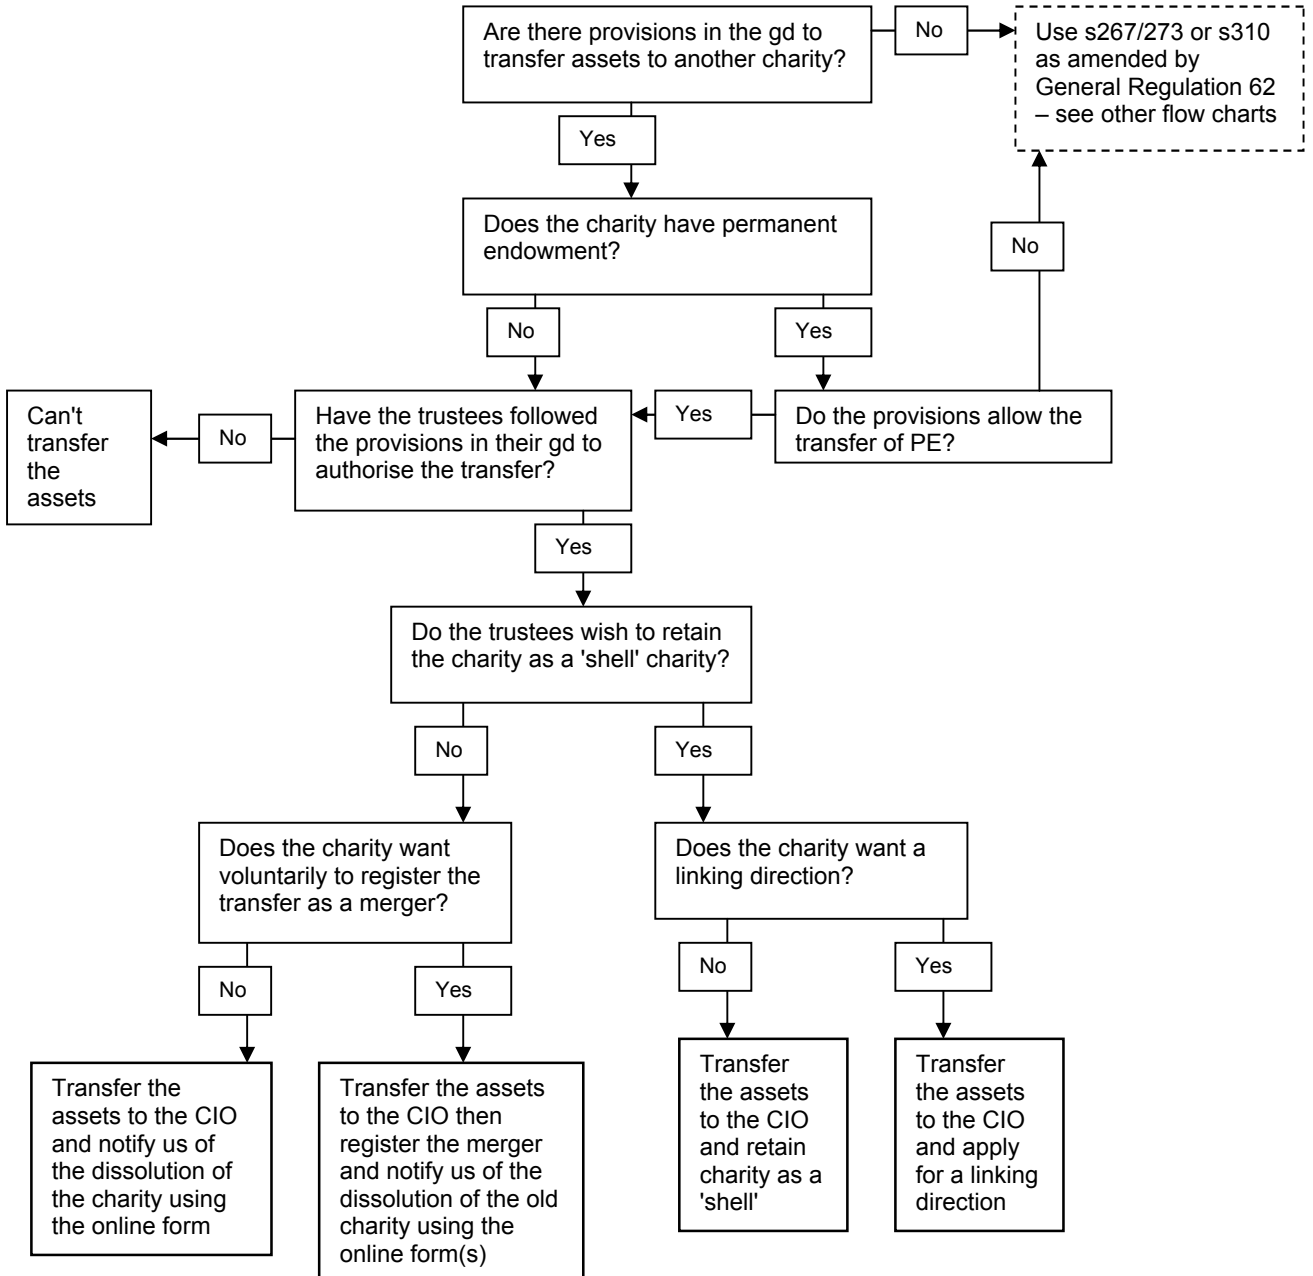 Are there provisions in the gd to
transfer assets to another charity?
No
Use s267/273 or s310
as amended by
General Regulation 62
– see other flow charts
Yes
Does the charity have permanent
endowment?
No
No
Yes
Can't
transfer
the
assets
No
Have the trustees followed
the provisions in their gd to
authorise the transfer?
Yes
Do the provisions allow the
transfer of PE?
Yes
Do the trustees wish to retain
the charity as a 'shell' charity?
No
Yes
Does the charity want
voluntarily to register the
transfer as a merger?
Does the charity want a
linking direction?
No
Yes
No
Yes
Transfer the
assets to the CIO
and notify us of
the dissolution of
the charity using
the online form
Transfer the assets
to the CIO then
register the merger
and notify us of the
dissolution of the old
charity using the
online form(s)
Transfer
the assets
to the CIO
and retain
charity as a
'shell'
Transfer
the assets
to the CIO
and apply
for a linking
direction